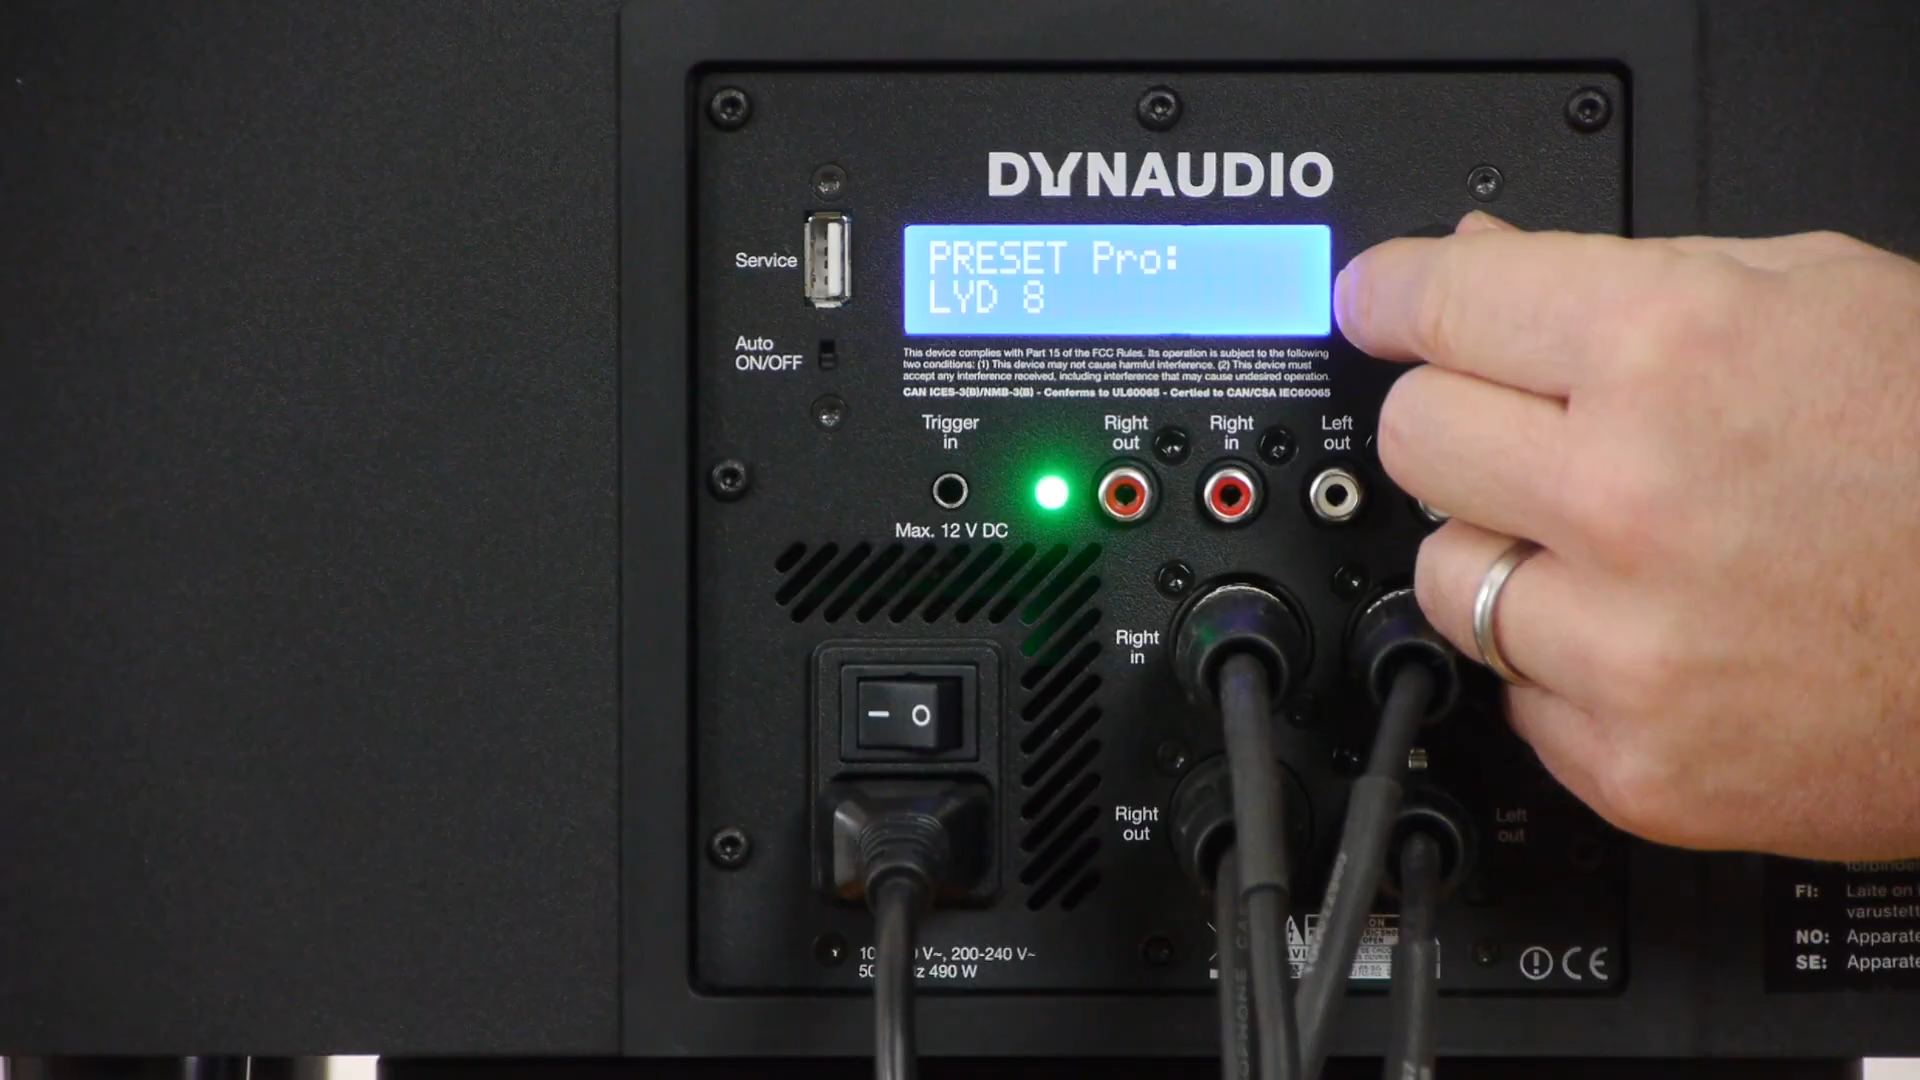 DYNAUDIO
Service
PRESET Pro:
LYD 8
Auto
ON/OFF
This device complies with Part 15 of the FCC Rules. Its operation is subject to the following
two conditions: (1) This device may not cause harmful interference. (2) This device must
accept any interference received, including interference that may cause undesired operation.
CAN ICES-3(B)/NMB-3(B) - Conforms to UL60065 - Certied to CAN/CSA IEC60065
Trigger
in
Right
out
Right
in
Left
out
Max. 12 V DC
Right
in
Right
out
Left
out
V~, 200-240 V~
490 W
OPEN
CE
FI: Laite on
NO: Apparate
SE: Apparate